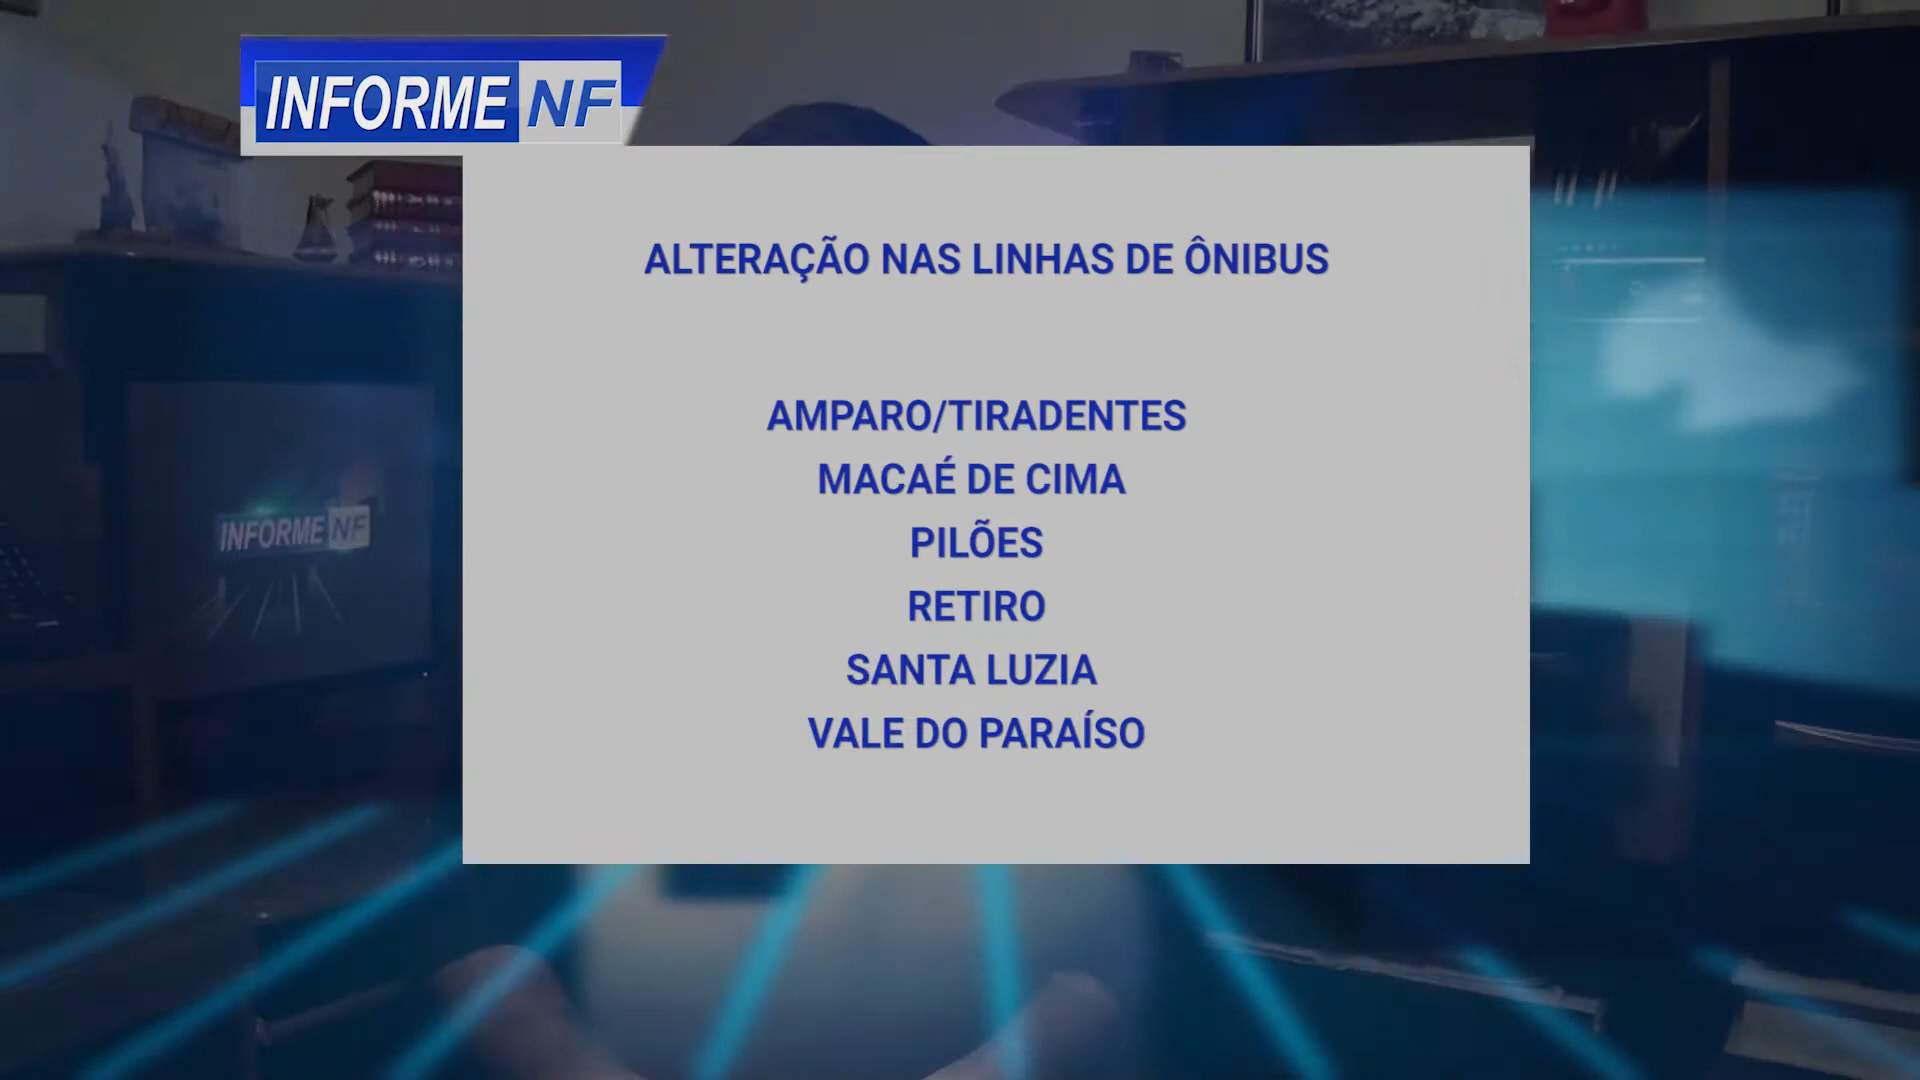 INFORME NF
ALTERAÇÃO NAS LINHAS DE ÔNIBUS
AMPARO/TIRADENTES
MACAÉ DE CIMA
PILÕES
RETIRO
SANTA LUZIA
VALE DO PARAÍSO
INFORME NF